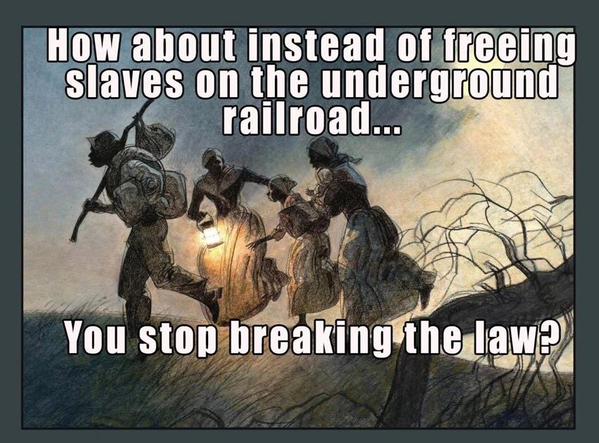 How about instead of freeing
slaves on the underground
railroad...
You stop breaking the law?